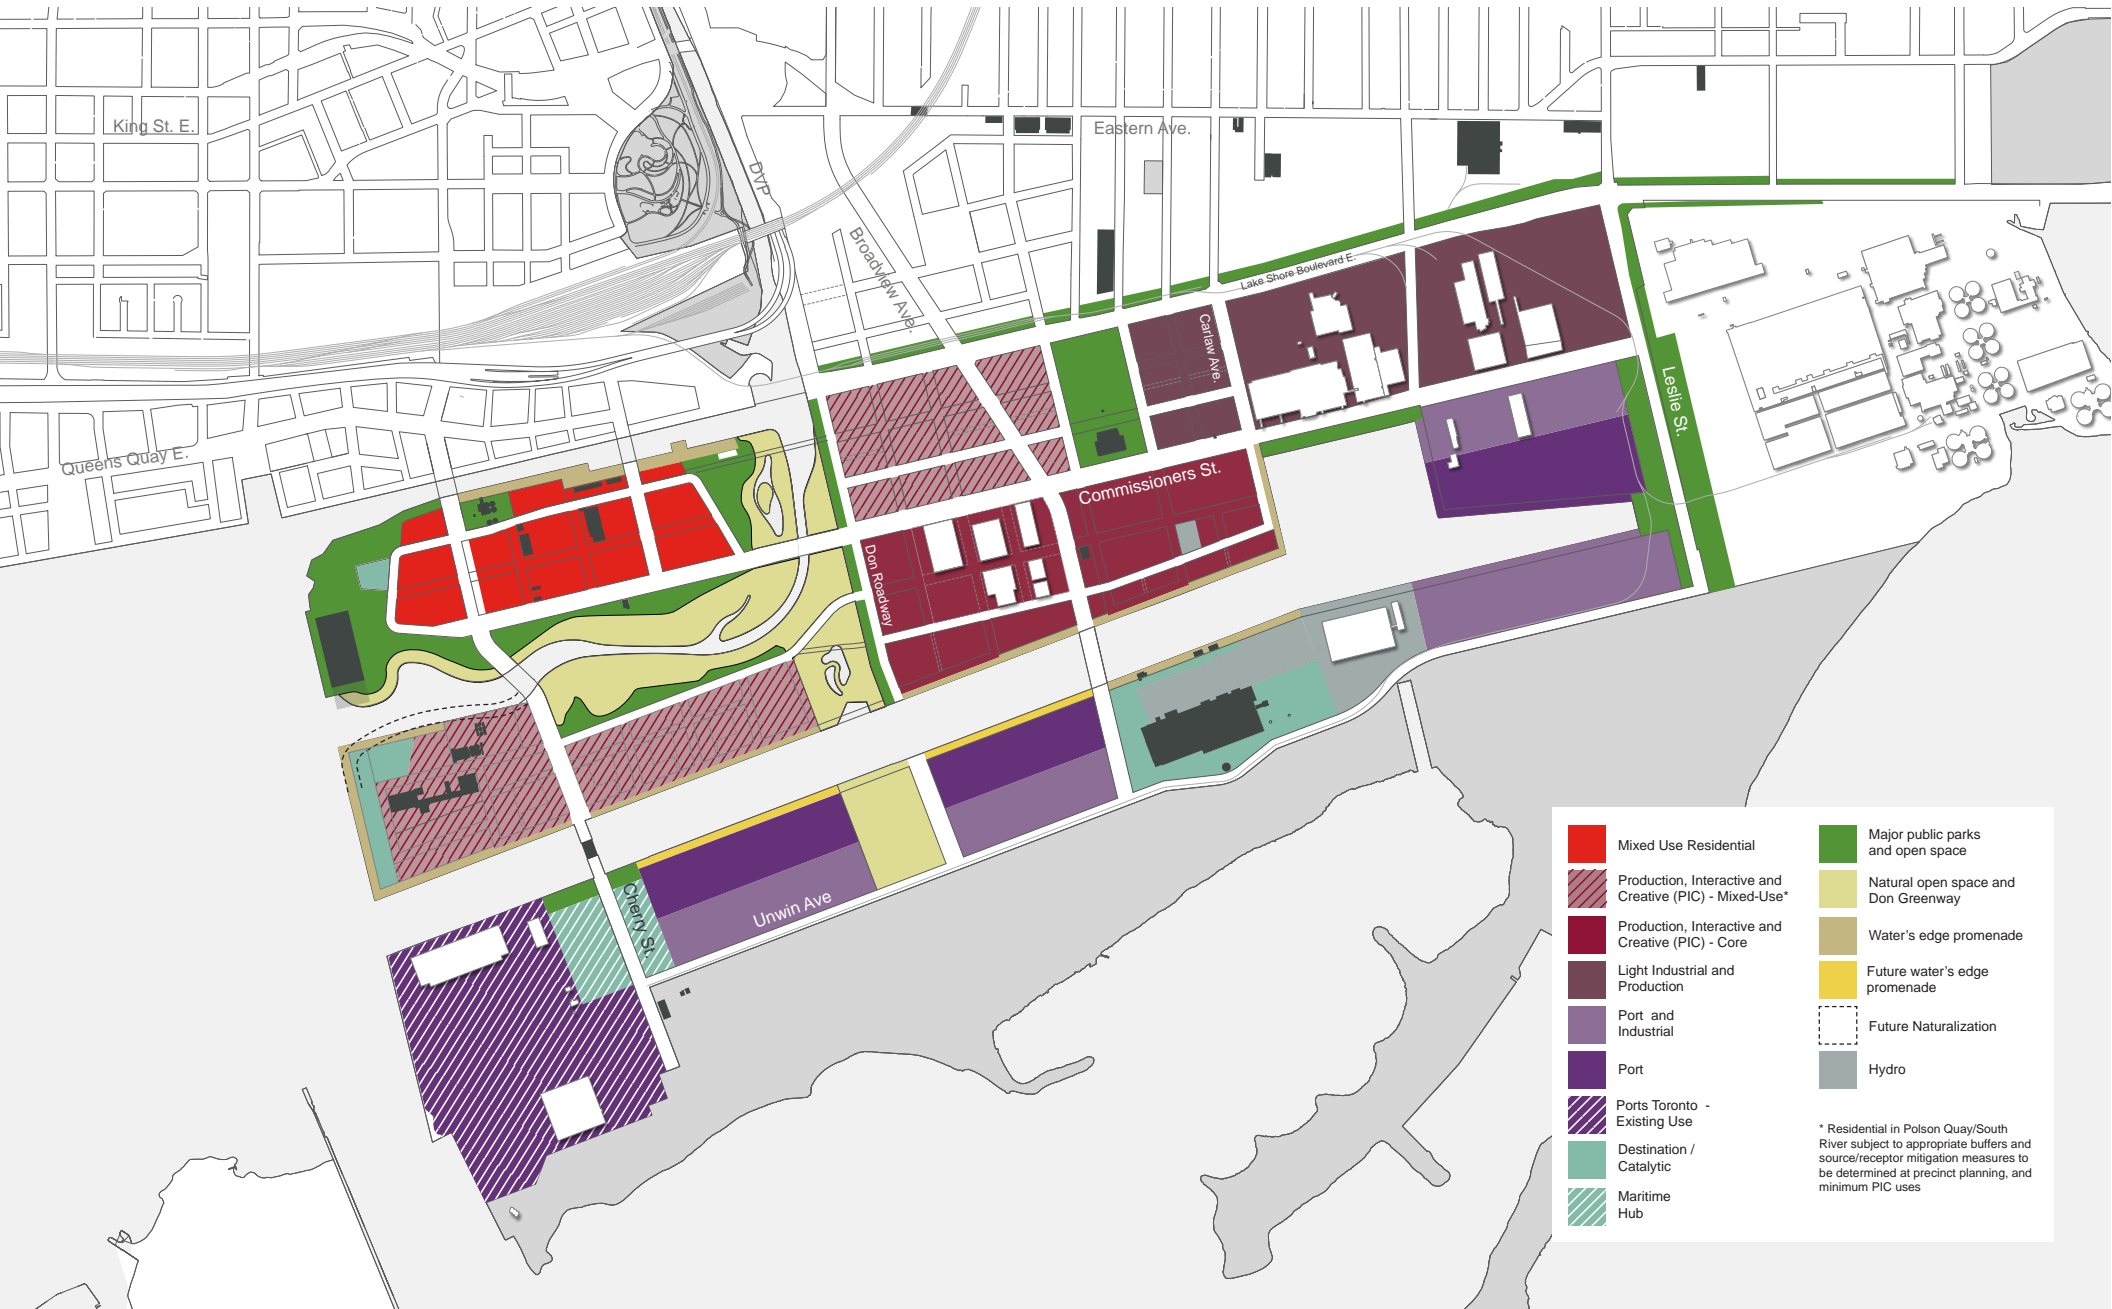 King St. E.
Eastern Ave.
DVP
Broadview Ave.
Lake Shore Boulevard E.
Carlaw Ave.
Leslie St.
Queens Quay E.
Commissioners St.
Don Roadway
Cherry St.
Unwin Ave
Mixed Use Residential
Production, Interactive and
Creative (PIC) - Mixed-Use*
Production, Interactive and
Creative (PIC) - Core
Light Industrial and
Production
Port and
Industrial
Port
Ports Toronto -
Existing Use
Destination /
Catalytic
Maritime
Hub
Major public parks
and open space
Natural open space and
Don Greenway
Water's edge promenade
Future water's edge
promenade
Future Naturalization
Hydro
* Residential in Polson Quay/South
River subject to appropriate buffers and
source/receptor mitigation measures to
be determined at precinct planning, and
minimum PIC uses